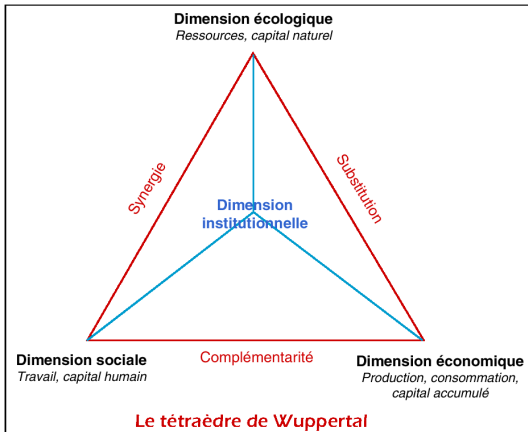 Dimension écologique
Ressources, capital naturel
Synergie
Substitution
Dimension
institutionnelle
Dimension sociale
Travail, capital humain
Complémentarité
Dimension économique
Production, consommation,
capital accumulé
Le tétraèdre de Wuppertal